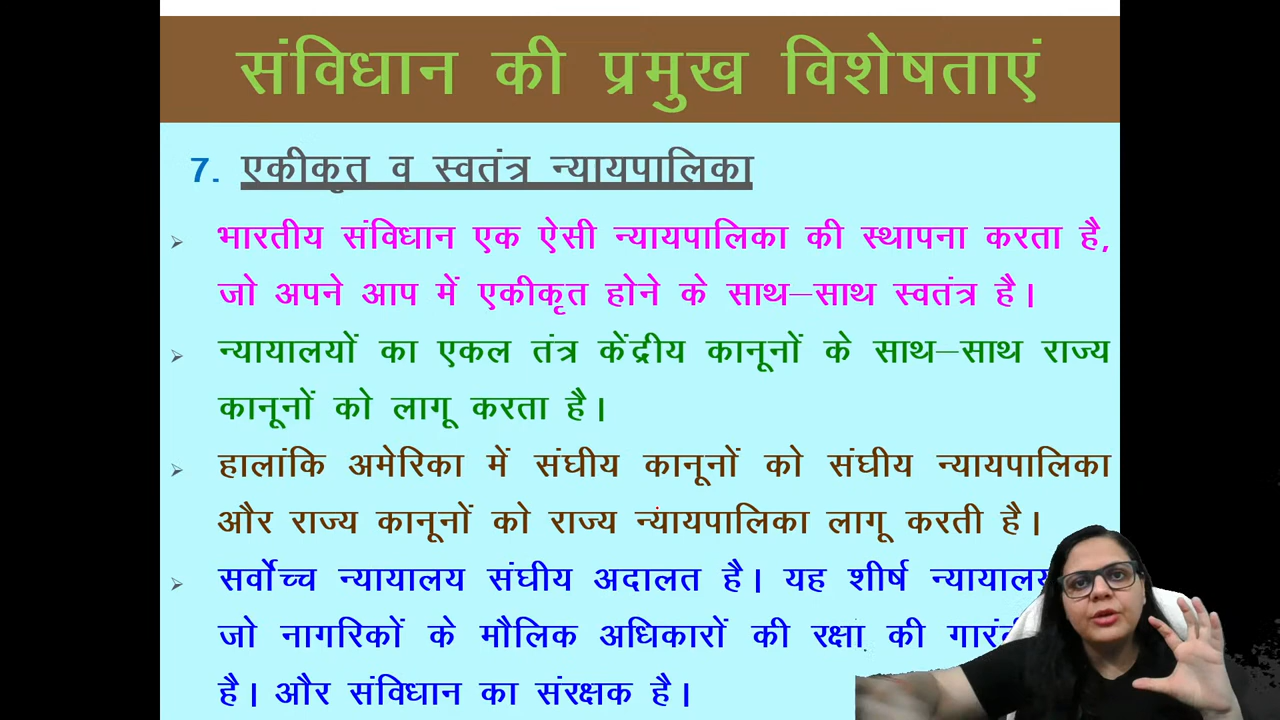 संविधान की प्रमुख विशेषताएं
7. एकीकृत व स्वतंत्र न्यायपालिका
भारतीय संविधान एक ऐसी न्यायपालिका की स्थापना करता है,
जो अपने आप में एकीकृत होने के साथ–साथ स्वतंत्र है।
न्यायालयों का एकल तंत्र केंद्रीय कानूनों के साथ–साथ राज्य
कानूनों को लागू करता है।
हालांकि अमेरिका में संघीय कानूनों को संघीय न्यायपालिका
और राज्य कानूनों को राज्य न्यायपालिका लागू करती है।
सर्वोच्च न्यायालय संघीय अदालत है। यह शीर्ष न्यायालय
जो नागरिकों के मौलिक अधिकारों की रक्षा की
है। और संविधान का संरक्षक है।